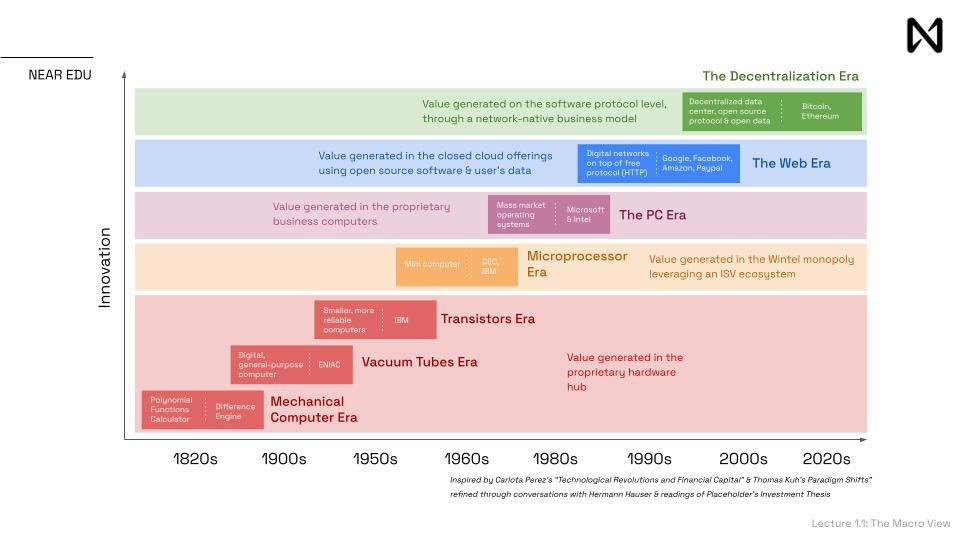 NEAR EDU
The Decentralization Era
Value generated on the software protocol level,
through a network-native business model
Decentralized data
center, open source
protocol & open data
Bitcoin,
Ethereum
Value generated in the closed cloud offerings
using open source software & user's data
Digital networks
on top of free
protocol (HTTP)
Google, Facebook,
Amazon, Paypal
The Web Era
Value generated in the proprietary
business computers
Mass market
operating
systems
Microsoft
& Intel
The PC Era
Mini computer
DEC,
IBM
Microprocessor
Era
Value generated in the Wintel monopoly
leveraging an ISV ecosystem
Smaller, more
reliable
computers
IBM
Transistors Era
Digital,
general-purpose
computer
ENIAC
Vacuum Tubes Era
Value generated in the
proprietary hardware
hub
Polynomial
Functions
Calculator
Difference
Engine
Mechanical
Computer Era
Innovation
1820s
1900s
1950s
1960s
1980s
1990s
2000s
2020s
Inspired by Carlota Perez's "Technological Revolutions and Financial Capital" & Thomas Kuh's Paradigm Shifts"
refined through conversations with Hermann Hauser & readings of Placeholder's Investment Thesis
Lecture 1.1: The Macro View